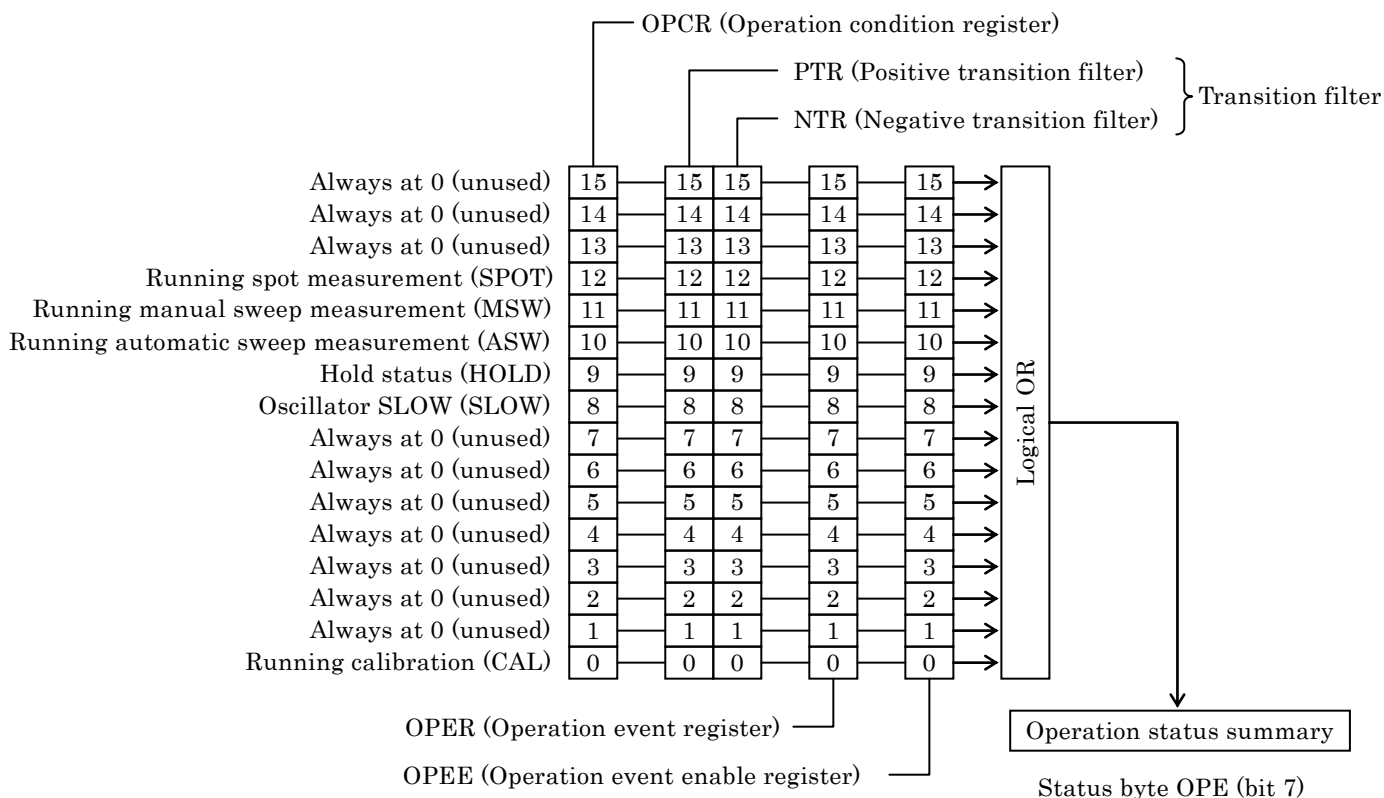 OPCR (Operation condition register)
PTR (Positive transition filter)
Transition filter
NTR (Negative transition filter)
Always at 0 (unused) 15 15 15 15 15
Always at 0 (unused) 14 14 14 14 14
Always at 0 (unused) 13 13 13 13 13
Running spot measurement (SPOT) 12 12 12 12 12
Running manual sweep measurement (MSW) 11 11 11 11 11
Running automatic sweep measurement (ASW) 10 10 10 10 10
Hold status (HOLD) 9 9 9 9 9
Oscillator SLOW (SLOW) 8 8 8 8 8
Always at 0 (unused) 7 7 7 7 7
Always at 0 (unused) 6 6 6 6 6
Always at 0 (unused) 5 5 5 5 5
Always at 0 (unused) 4 4 4 4 4
Always at 0 (unused) 3 3 3 3 3
Always at 0 (unused) 2 2 2 2 2
Always at 0 (unused) 1 1 1 1 1
Running calibration (CAL) 0 0 0 0 0
Logical OR
OPER (Operation event register)
Operation status summary
OPEE (Operation event enable register)
Status byte OPE (bit 7)